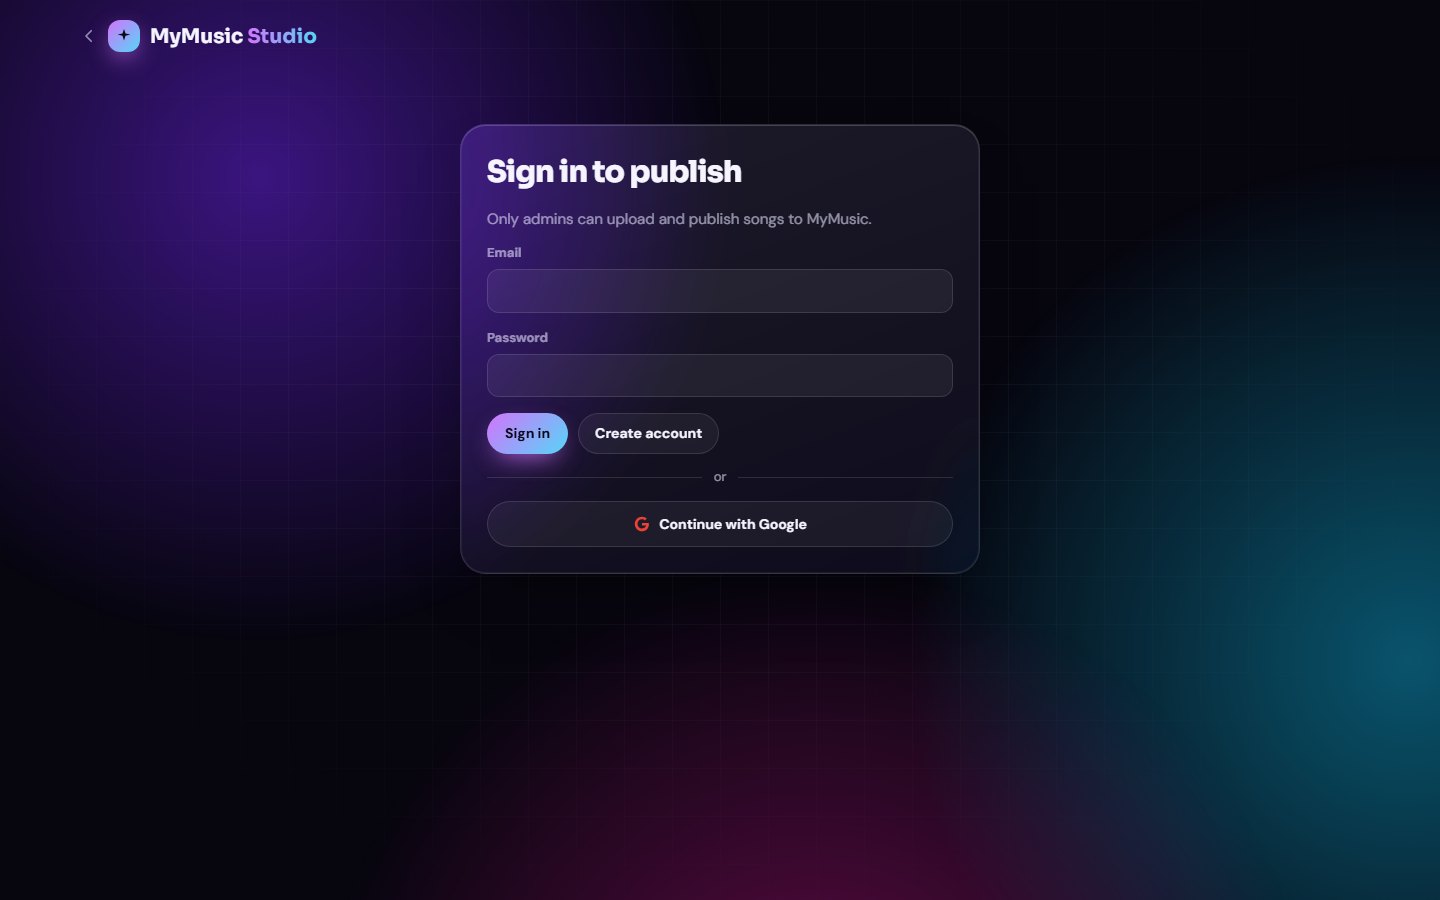 MyMusic Studio
Sign in to publish
Only admins can upload and publish songs to MyMusic.
Email
Password
Sign in
Create account
or
Continue with Google